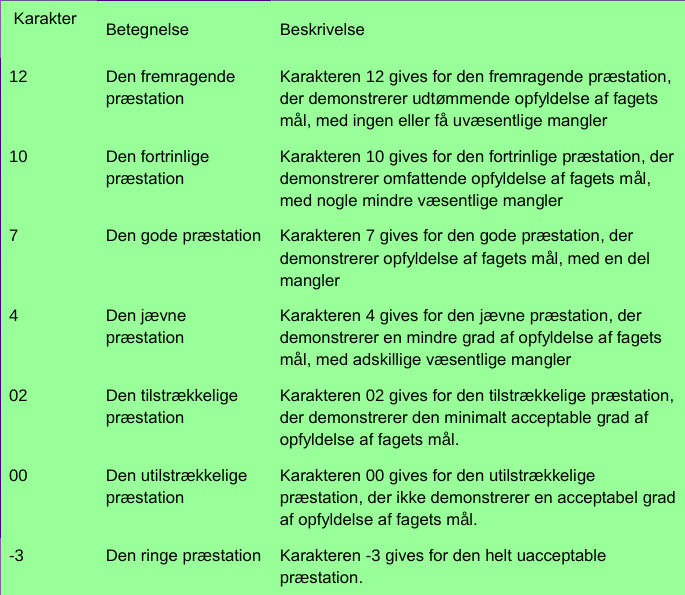 Karakter
Betegnelse
Beskrivelse
12
Den fremragende
præstation
Karakteren 12 gives for den fremragende præstation,
der demonstrerer udtømmende opfyldelse af fagets
mål, med ingen eller få uvæsentlige mangler
10
Den fortrinlige
præstation
Karakteren 10 gives for den fortrinlige præstation, der
demonstrerer omfattende opfyldelse af fagets mål,
med nogle mindre væsentlige mangler
7
Den gode præstation
Karakteren 7 gives for den gode præstation, der
demonstrerer opfyldelse af fagets mål, med en del
mangler
4
Den jævne
præstation
Karakteren 4 gives for den jævne præstation, der
demonstrerer en mindre grad af opfyldelse af fagets
mål, med adskillige væsentlige mangler
02
Den tilstrækkelige
præstation
Karakteren 02 gives for den tilstrækkelige præstation,
der demonstrerer den minimalt acceptable grad af
opfyldelse af fagets mål.
00
Den utilstrækkelige
præstation
Karakteren 00 gives for den utilstrækkelige
præstation, der ikke demonstrerer en acceptabel grad
af opfyldelse af fagets mål.
-3
Den ringe præstation
Karakteren -3 gives for den helt uacceptable
præstation.